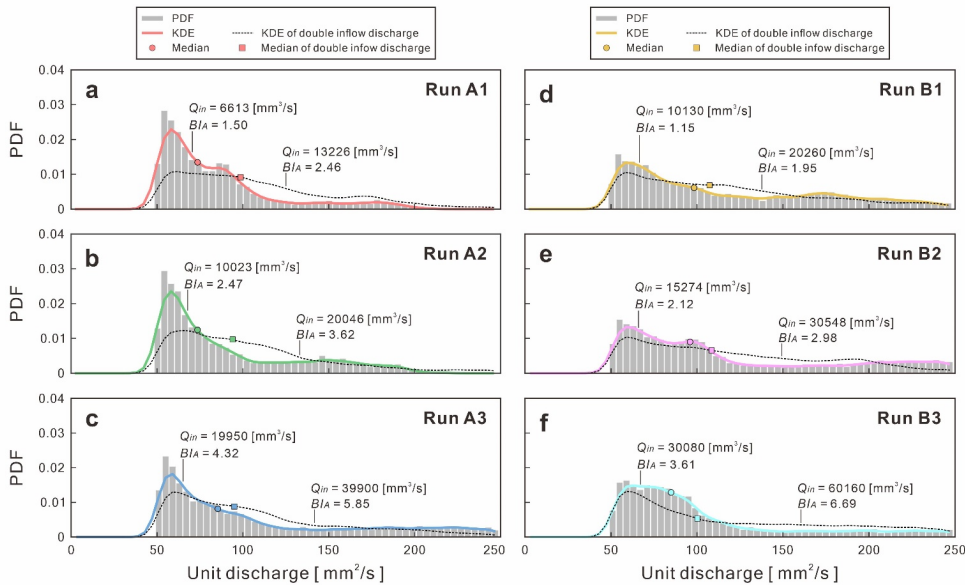 PDF
KDE
KDE of double inflow discharge
Median
Median of double infow discharge
PDF
KDE
KDE of double inflow discharge
Median
Median of double infow discharge
0.04
0.03
0.02
0.01
0
PDF
a
Run A1
Qin = 6613 [mm³/s]
BIA = 1.50
Qin = 13226 [mm³/s]
BIA = 2.46
d
Run B1
Qin = 10130 [mm³/s]
BIA = 1.15
Qin = 20260 [mm³/s]
BIA = 1.95
0.04
0.03
0.02
0.01
0
PDF
b
Run A2
Qin = 10023 [mm³/s]
BIA = 2.47
Qin = 20046 [mm³/s]
BIA = 3.62
e
Run B2
Qin = 15274 [mm³/s]
BIA = 2.12
Qin = 30548 [mm³/s]
BIA = 2.98
0.04
0.03
0.02
0.01
0
PDF
c
Run A3
Qin = 19950 [mm³/s]
BIA = 4.32
Qin = 39900 [mm³/s]
BIA = 5.85
f
Run B3
Qin = 30080 [mm³/s]
BIA = 3.61
Qin = 60160 [mm³/s]
BIA = 6.69
0 50 100 150 200 250
0 50 100 150 200 250
Unit discharge [ mm²/s]
Unit discharge [ mm²/s]